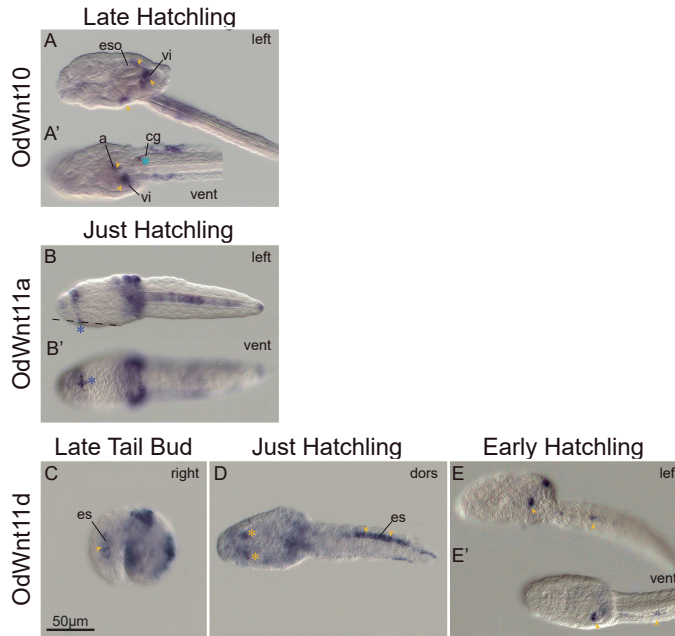 Late Hatchling
OdWnt10
A
left
eso
vi
A'
a
cg
vi
vent
Just Hatchling
OdWnt11a
B
left
*
B'
vent
*
Late Tail Bud
Just Hatchling
Early Hatchling
OdWnt11d
C
right
es
50µm
D
dors
es
*
*
E
left
E'
vent